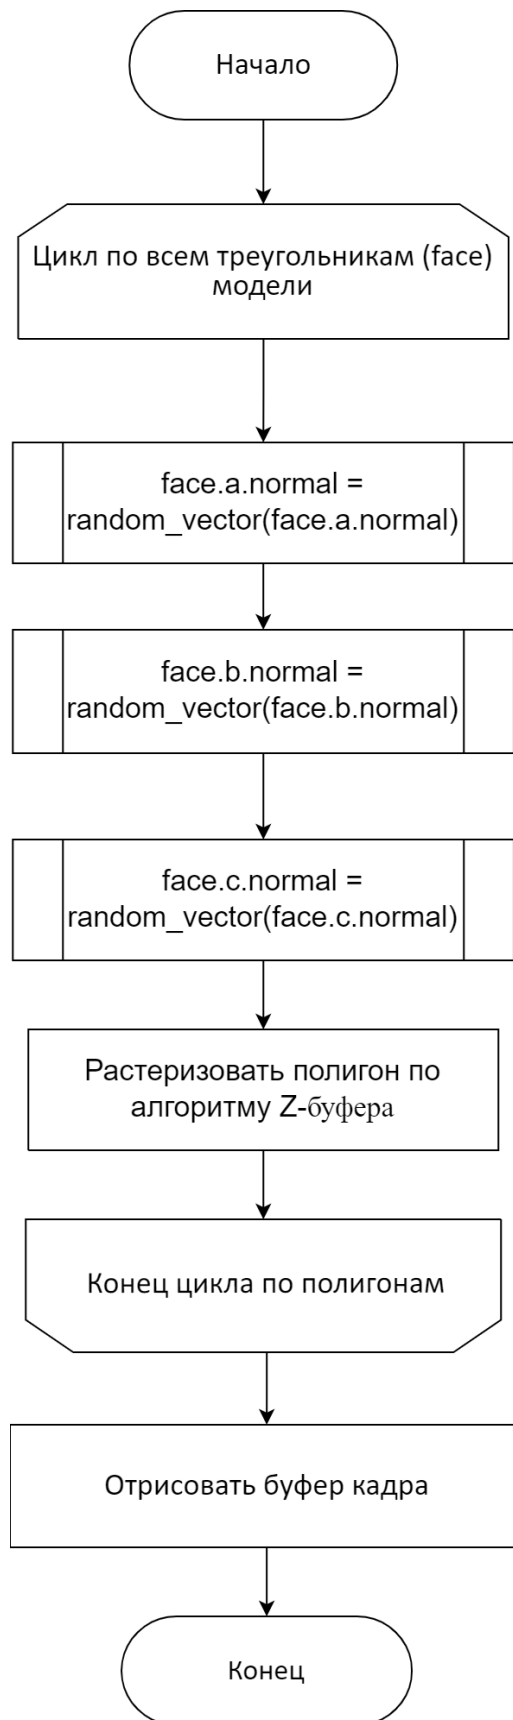 Начало
Цикл по всем треугольникам (face)
модели
face.a.normal =
random_vector(face.a.normal)
face.b.normal =
random_vector(face.b.normal)
face.c.normal =
random_vector(face.c.normal)
Растеризовать полигон по
алгоритму Z-буфера
Конец цикла по полигонам
Отрисовать буфер кадра
Конец